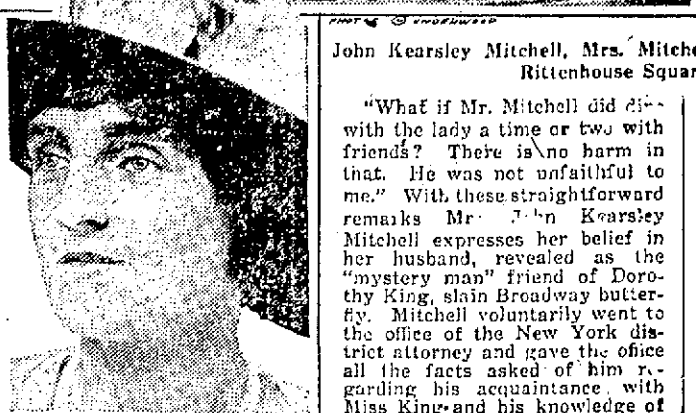 PHOTO © UNDERWOOD
John Kearsley Mitchell, Mrs. Mitche
Rittenhouse Squar
"What if Mr. Mitchell did
with the lady a time or two with
friends? There is no harm in
that. He was not unfaithful to
me." With these straightforward
remarks Mr John Kearsley
Mitchell expresses her belief in
her husband, revealed as the
"mystery man" friend of Doro-
thy King, slain Broadway butter-
fly. Mitchell voluntarily went to
the office of the New York dis-
trict attorney and gave the office
all the facts asked of him re-
garding his acquaintance with
Miss King and his knowledge of